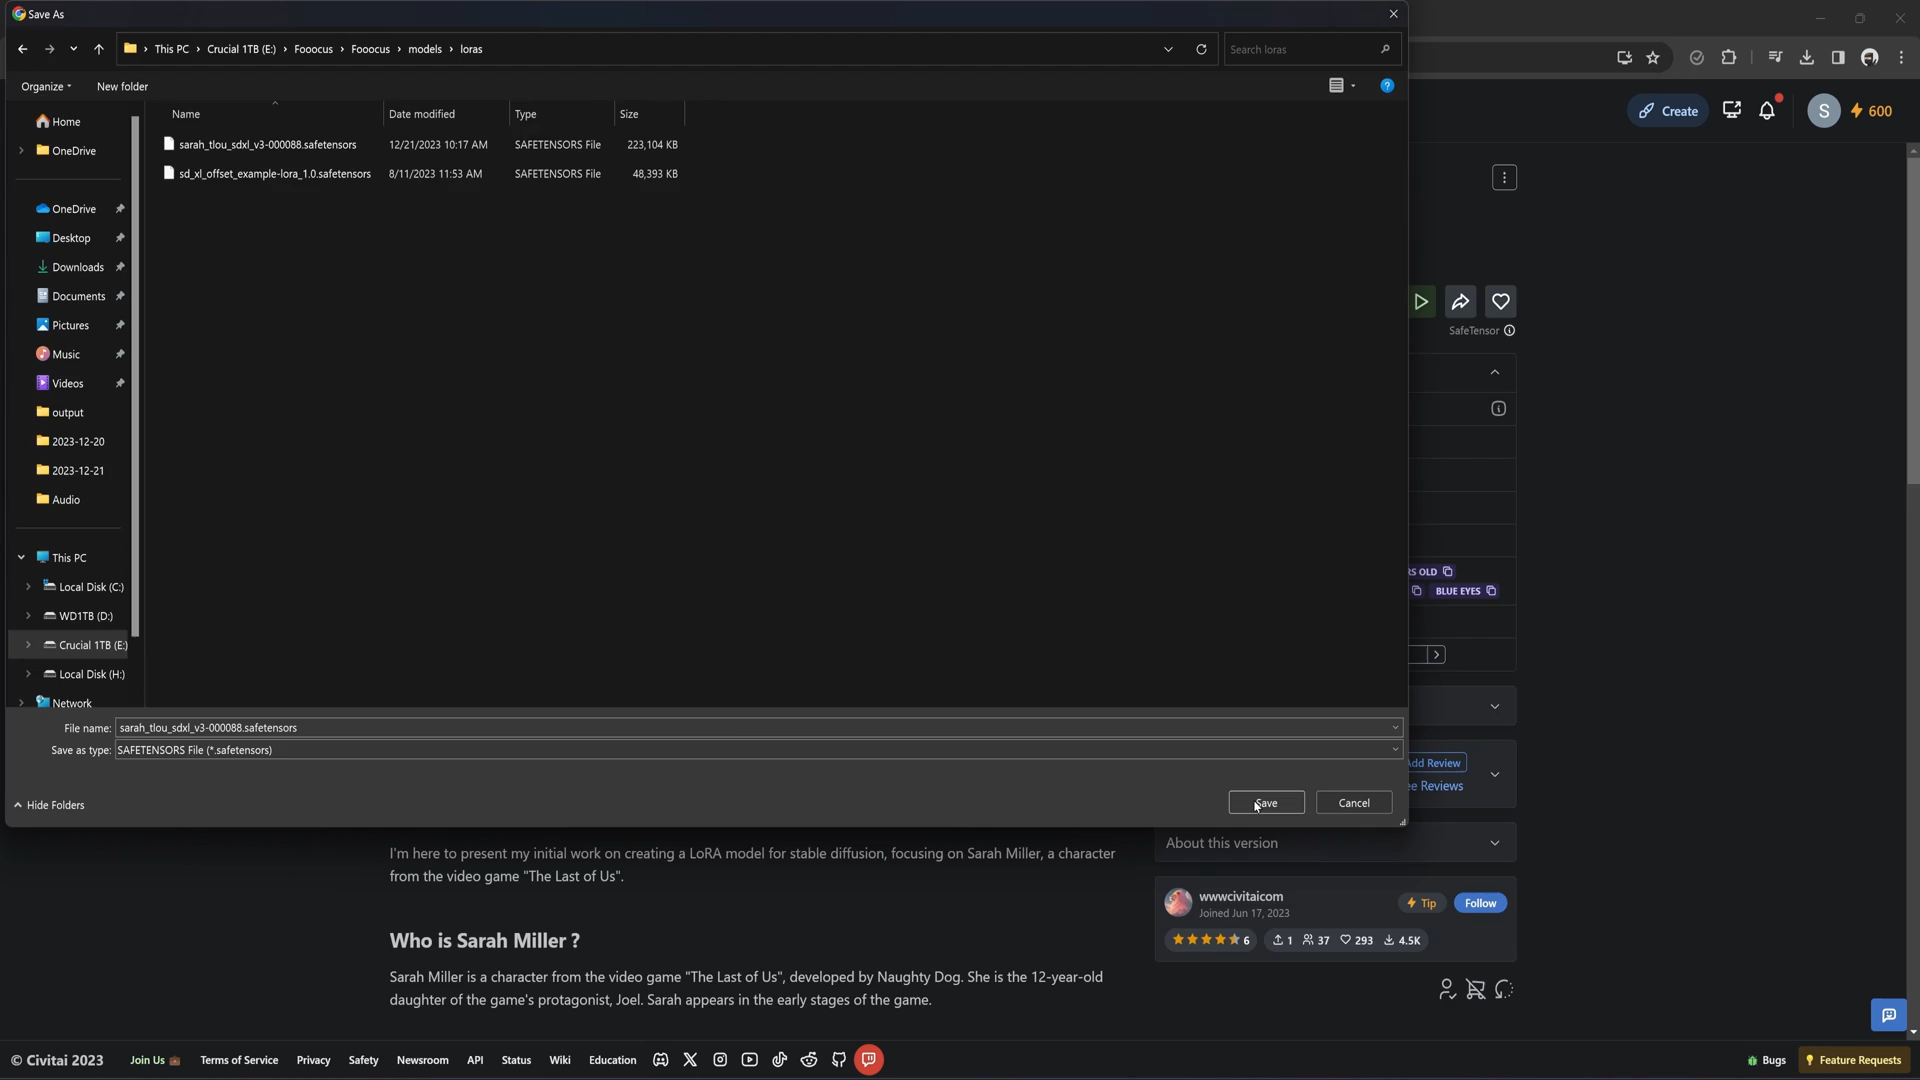 Save As
This PC > Crucial 1TB (E:) > Fooocus > Fooocus > models > loras
Search loras
Organize
New folder
Create
S
600
Name
Date modified
Type
Size
sarah_tlou_sdxl_v3-000088.safetensors 12/21/2023 10:17 AM SAFETENSORS File 223,104 KB
sd_xl_offset_example-lora_1.0.safetensors 8/11/2023 11:53 AM SAFETENSORS File 48,393 KB
Home
OneDrive
OneDrive
Desktop
Downloads
Documents
Pictures
Music
Videos
output
2023-12-20
2023-12-21
Audio
This PC
Local Disk (C:)
WD1TB (D:)
Crucial 1TB (E:)
Local Disk (H:)
Network
SafeTensor
RS OLD
BLUE EYES
File name: sarah_tlou_sdxl_v3-000088.safetensors
Save as type: SAFETENSORS File (*.safetensors)
Hide Folders
Save
Cancel
Add Review
ee Reviews
About this version
I'm here to present my initial work on creating a LoRA model for stable diffusion, focusing on Sarah Miller, a character
from the video game "The Last of Us".
Who is Sarah Miller ?
Sarah Miller is a character from the video game "The Last of Us", developed by Naughty Dog. She is the 12-year-old
daughter of the game's protagonist, Joel. Sarah appears in the early stages of the game.
wwwcivitaicom
Joined Jun 17, 2023
Tip
Follow
6
1 37 293 4.5K
© Civitai 2023
Join Us
Terms of Service
Privacy
Safety
Newsroom
API
Status
Wiki
Education
Bugs
Feature Requests